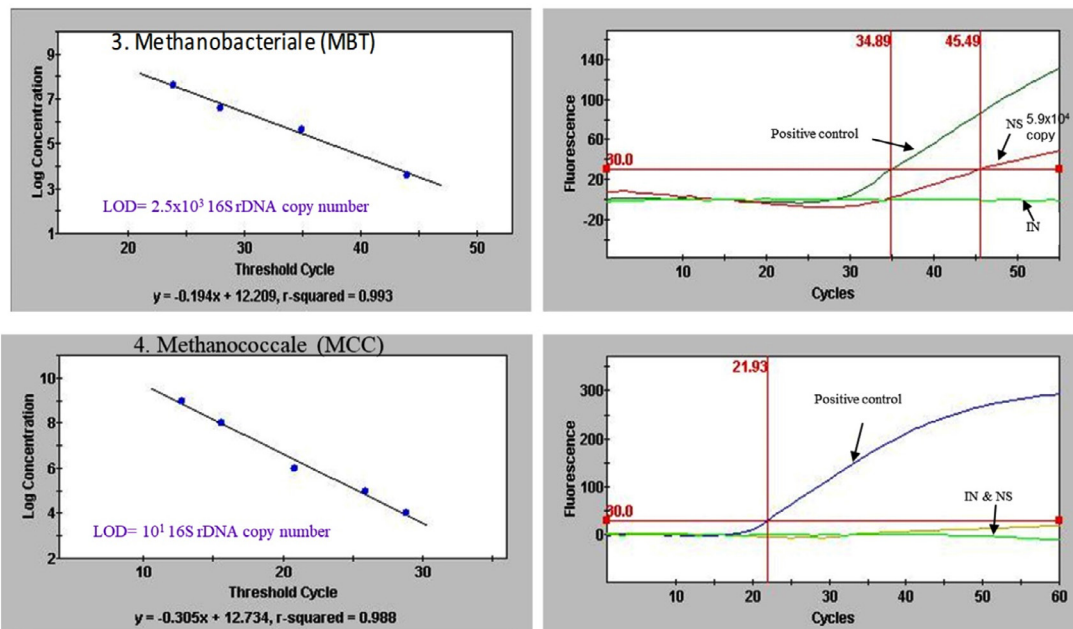 3. Methanobacteriale (MBT)
Log Concentration
9
7
5
3
1
LOD= 2.5x10³ 16S rDNA copy number
20 30 40 50
Threshold Cycle
y = -0.194x + 12.209, r-squared = 0.993
34.89 45.49
Fluorescence
140
100
60
20
-20
30.0
Positive control
NS 5.9x10⁴
copy
IN
10 20 30 40 50
Cycles
4. Methanococcale (MCC)
Log Concentration
10
8
6
4
2
LOD= 10¹ 16S rDNA copy number
10 20 30
Threshold Cycle
y = -0.305x + 12.734, r-squared = 0.988
21.93
Fluorescence
300
200
100
0
30.0
Positive control
IN & NS
10 20 30 40 50 60
Cycles